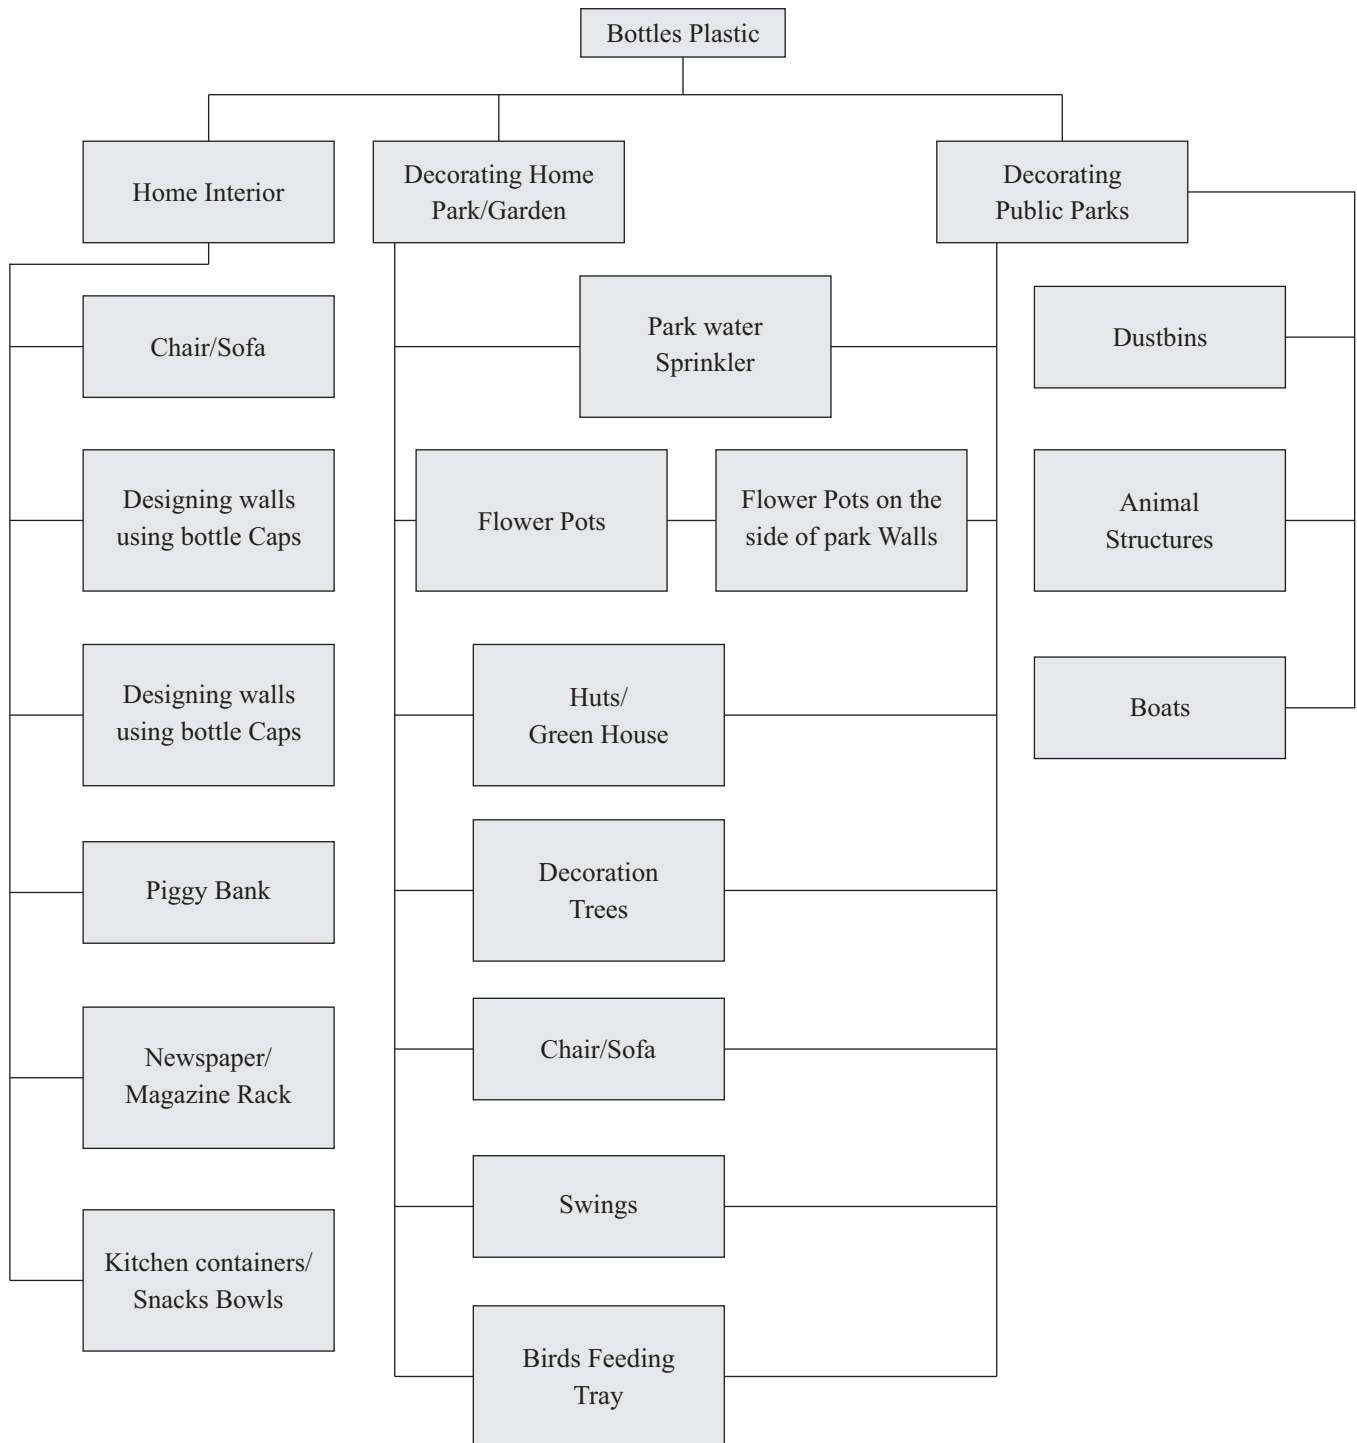 Bottles Plastic
Home Interior
Decorating Home
Park/Garden
Decorating
Public Parks
Chair/Sofa
Designing walls
using bottle Caps
Designing walls
using bottle Caps
Piggy Bank
Newspaper/
Magazine Rack
Kitchen containers/
Snacks Bowls
Park water
Sprinkler
Flower Pots
Flower Pots on the
side of park Walls
Huts/
Green House
Decoration
Trees
Chair/Sofa
Swings
Birds Feeding
Tray
Dustbins
Animal
Structures
Boats